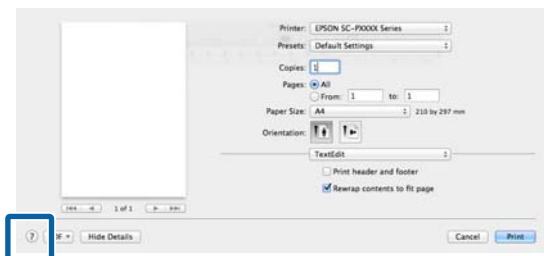 Printer: EPSON SC-PXXXX Series
Presets: Default Settings
Copies: 1
Pages: All
From: 1 to: 1
Paper Size: A4 210 by 297 mm
Orientation:
TextEdit
Print header and footer
Rewrap contents to fit page
1 of 1
? DF Hide Details Cancel Print